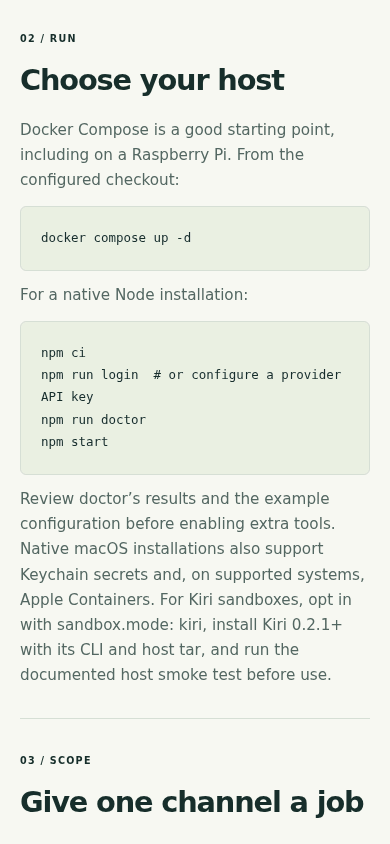 02 / RUN
Choose your host
Docker Compose is a good starting point,
including on a Raspberry Pi. From the
configured checkout:
docker compose up -d
For a native Node installation:
npm ci
npm run login  # or configure a provider
API key
npm run doctor
npm start
Review doctor’s results and the example
configuration before enabling extra tools.
Native macOS installations also support
Keychain secrets and, on supported systems,
Apple Containers. For Kiri sandboxes, opt in
with sandbox.mode: kiri, install Kiri 0.2.1+
with its CLI and host tar, and run the
documented host smoke test before use.
03 / SCOPE
Give one channel a job